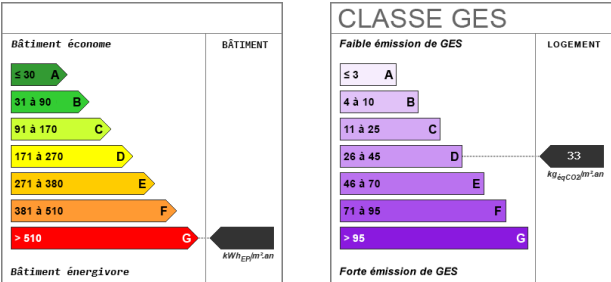 Bâtiment économe
BÂTIMENT
≤ 30 A
31 à 90 B
91 à 170 C
171 à 270 D
271 à 380 E
381 à 510 F
> 510 G
kWhEP/m².an
Bâtiment énergivore
CLASSE GES
Faible émission de GES
LOGEMENT
≤ 3 A
4 à 10 B
11 à 25 C
26 à 45 D
33
kgéqCO2/m².an
46 à 70 E
71 à 95 F
> 95 G
Forte émission de GES